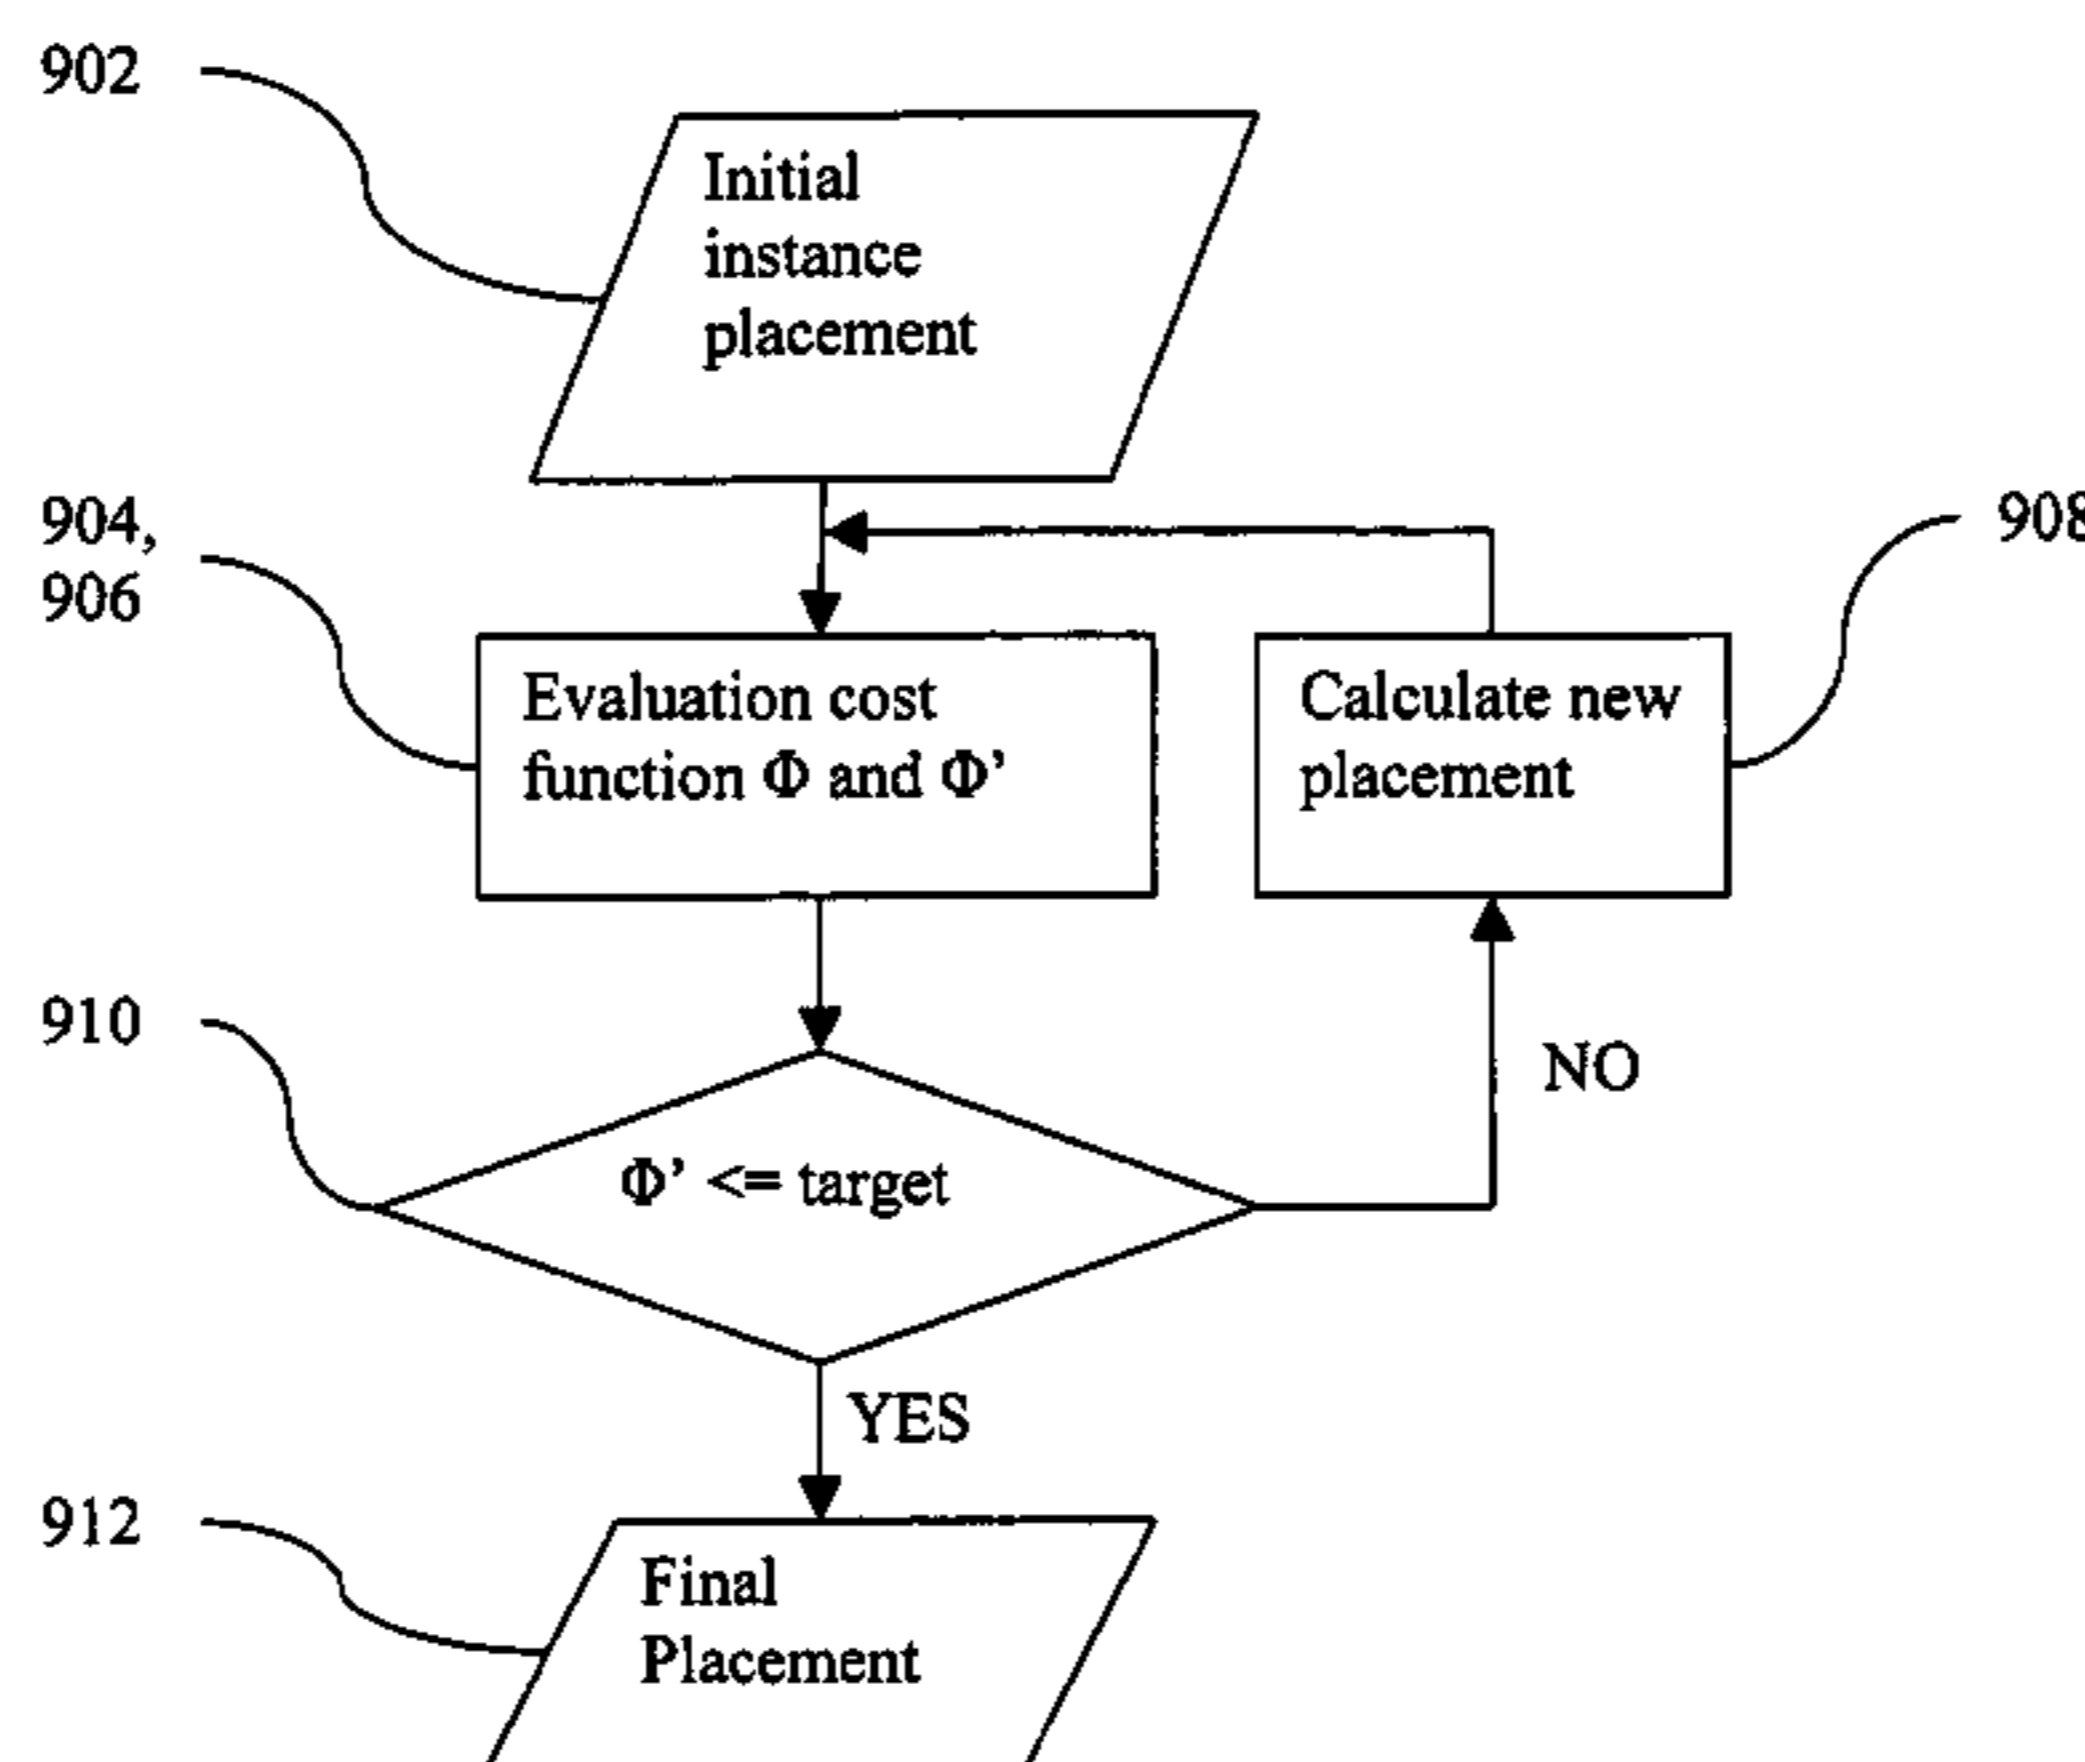 902
Initial
instance
placement
904,
906
908
Evaluation cost
function Φ and Φ’
Calculate new
placement
910
NO
Φ’ <= target
YES
912
Final
Placement